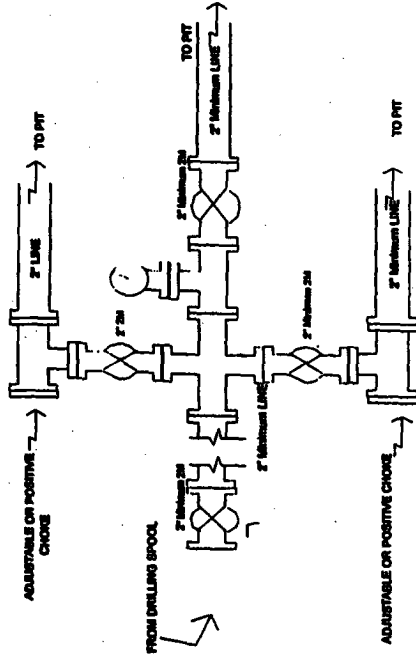 TO PIT
2" LINE
ADJUSTABLE OR POSITIVE
CHOKE
2" 2M
TO PIT
2" Minimum LINE
2" Minimum 2M
2" Minimum 2M
FROM DRILLING SPOOL
2" Minimum LINE
2" Minimum 2M
TO PIT
2" Minimum LINE
ADJUSTABLE OR POSITIVE CHOKE